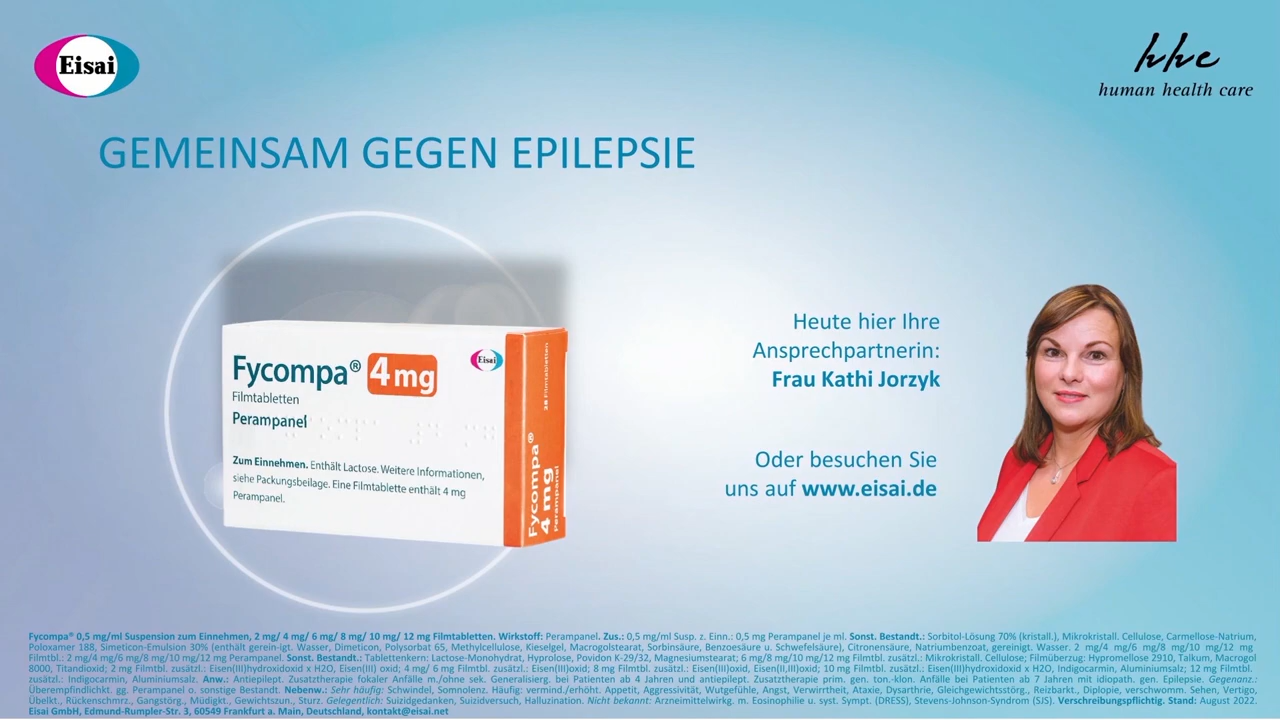 Eisai
hhc
human health care
GEMEINSAM GEGEN EPILEPSIE
Fycompa® 4 mg
Eisai
Filmtabletten
Perampanel
Zum Einnehmen. Enthält Lactose. Weitere Informationen,
siehe Packungsbeilage. Eine Filmtablette enthält 4 mg
Perampanel.
28 Filmtabletten
Fycompa®
4 mg
Perampanel
Heute hier Ihre
Ansprechpartnerin:
Frau Kathi Jorzyk
Oder besuchen Sie
uns auf www.eisai.de
Fycompa® 0,5 mg/ml Suspension zum Einnehmen, 2 mg/ 4 mg/ 6 mg/ 8 mg/ 10 mg/ 12 mg Filmtabletten. Wirkstoff: Perampanel. Zus.: 0,5 mg/ml Susp. z. Einn.: 0,5 mg Perampanel je ml. Sonst. Bestandt.: Sorbitol-Lösung 70% (kristall.), Mikrokristall. Cellulose, Carmellose-Natrium,
Poloxamer 188, Simeticon-Emulsion 30% (enthält gerein-igt. Wasser, Dimeticon, Polysorbat 65, Methylcellulose, Kieselgel, Macrogolstearat, Sorbinsäure, Benzoesäure u. Schwefelsäure), Citronensäure, Natriumbenzoat, gereinigt. Wasser. 2 mg/4 mg/6 mg/8 mg/10 mg/12 mg
Filmtbl.: 2 mg/4 mg/6 mg/8 mg/10 mg/12 mg Perampanel. Sonst. Bestandt.: Tablettenkern: Lactose-Monohydrat, Hyprolose, Povidon K-29/32, Magnesiumstearat; 6 mg/8 mg/10 mg/12 mg Filmtbl. zusätzl.: Mikrokristall. Cellulose; Filmüberzug: Hypromellose 2910, Talkum, Macrogol
8000, Titandioxid; 2 mg Filmtbl. zusätzl.: Eisen(II)hydroxidoxid x H2O, Eisen(III) oxid; 4 mg/ 6 mg Filmtbl. zusätzl.: Eisen(III)oxid; 8 mg Filmtbl. zusätzl.: Eisen(III)oxid, Eisen(II,III)oxid; 10 mg Filmtbl. zusätzl.: Eisen(III)hydroxidoxid x H2O, Indigocarmin, Aluminiumsalz; 12 mg Filmtbl.
zusätzl.: Indigocarmin, Aluminiumsalz. Anw.: Antiepilept. Zusatztherapie fokaler Anfälle m./ohne sek. Generalisierg. bei Patienten ab 4 Jahren und antiepilept. Zusatztherapie prim. gen. ton.-klon. Anfälle bei Patienten ab 7 Jahren mit idiopath. gen. Epilepsie. Gegenanz.:
Überempfindlichkt. gg. Perampanel o. sonstige Bestandt. Nebenw.: Sehr häufig: Schwindel, Somnolenz. Häufig: vermind./erhöht. Appetit, Aggressivität, Wutgefühle, Angst, Verwirrtheit, Ataxie, Dysarthrie, Gleichgewichtsstörg., Reizbarkt., Diplopie, verschwomm. Sehen, Vertigo,
Übelkt., Rückenschmrz., Gangstörg., Müdigkt., Gewichtszun., Sturz. Gelegentlich: Suizidgedanken, Suizidversuch, Halluzination. Nicht bekannt: Arzneimittelwirkg. m. Eosinophilie u. syst. Sympt. (DRESS), Stevens-Johnson-Syndrom (SJS). Verschreibungspflichtig. Stand: August 2022.
Eisai GmbH, Edmund-Rumpler-Str. 3, 60549 Frankfurt a. Main, Deutschland, kontakt@eisai.net